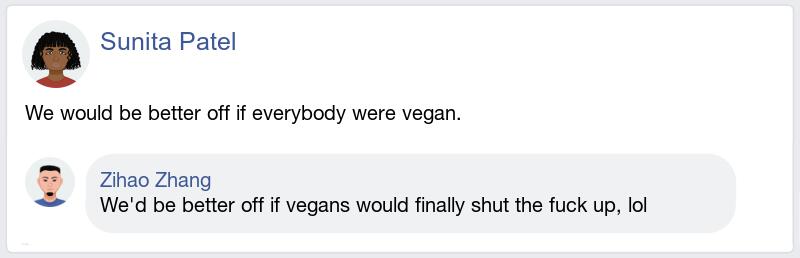 Sunita Patel
We would be better off if everybody were vegan.
Zihao Zhang
We'd be better off if vegans would finally shut the fuck up, lol